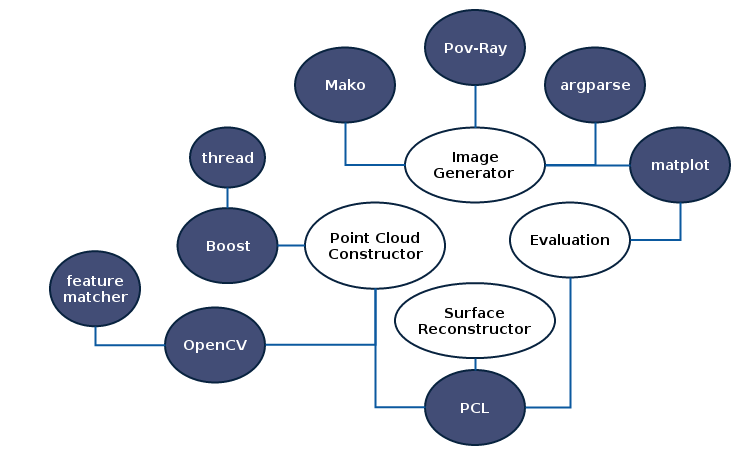 Pov-Ray
Mako
argparse
Image
Generator
thread
matplot
Point Cloud
Constructor
Evaluation
Boost
feature
matcher
Surface
Reconstructor
OpenCV
PCL